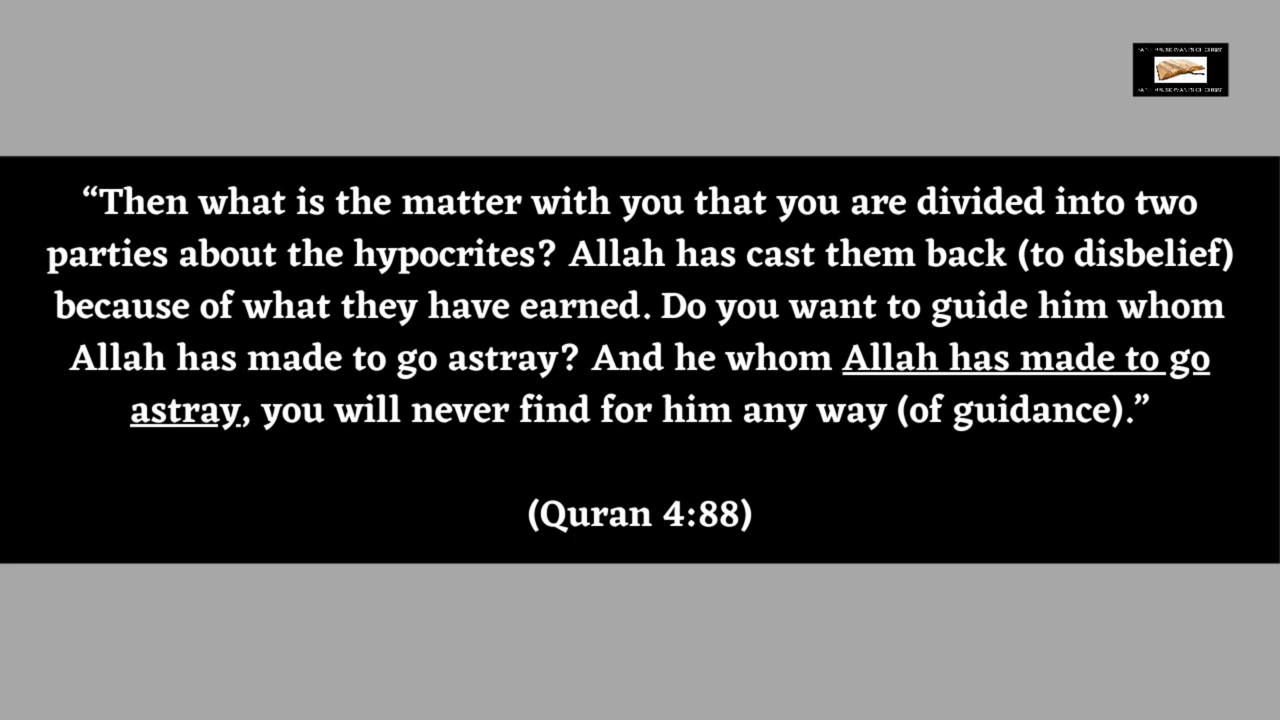 “Then what is the matter with you that you are divided into two
parties about the hypocrites? Allah has cast them back (to disbelief)
because of what they have earned. Do you want to guide him whom
Allah has made to go astray? And he whom Allah has made to go
astray, you will never find for him any way (of guidance).”
(Quran 4:88)